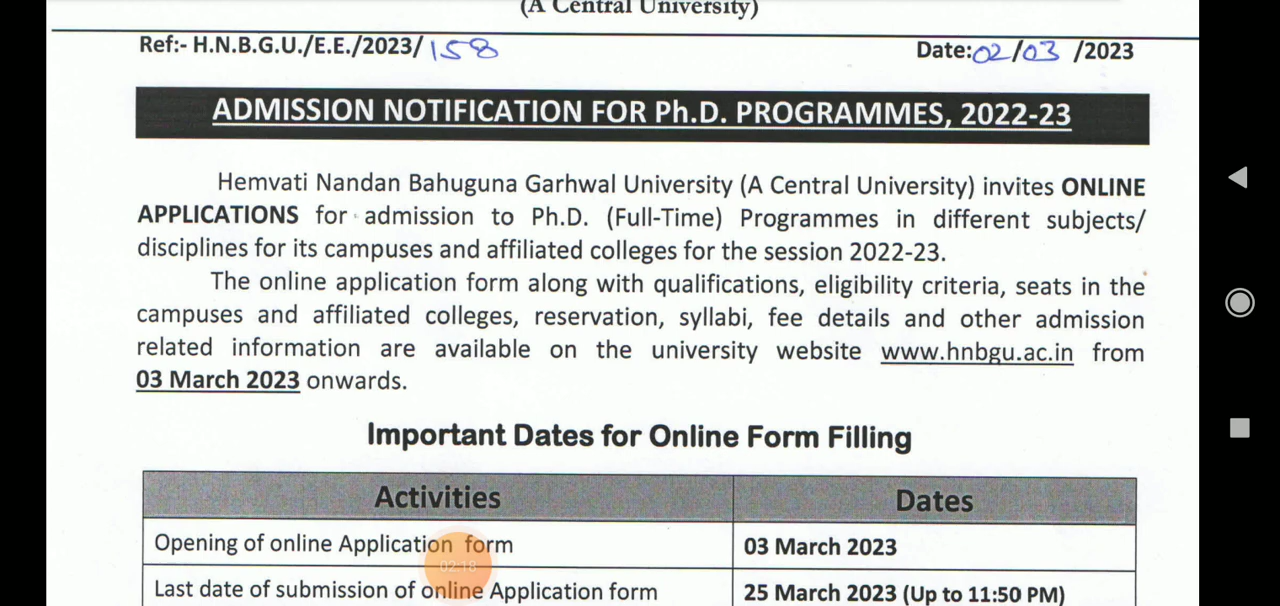 (A Central University)
Ref:- H.N.B.G.U./E.E./2023/158
Date:02/03 /2023
ADMISSION NOTIFICATION FOR Ph.D. PROGRAMMES, 2022-23
Hemvati Nandan Bahuguna Garhwal University (A Central University) invites ONLINE
APPLICATIONS for admission to Ph.D. (Full-Time) Programmes in different subjects/
disciplines for its campuses and affiliated colleges for the session 2022-23.
The online application form along with qualifications, eligibility criteria, seats in the
campuses and affiliated colleges, reservation, syllabi, fee details and other admission
related information are available on the university website www.hnbgu.ac.in from
03 March 2023 onwards.
Important Dates for Online Form Filling
Activities Dates
Opening of online Application form 03 March 2023
02:18
Last date of submission of online Application form 25 March 2023 (Up to 11:50 PM)